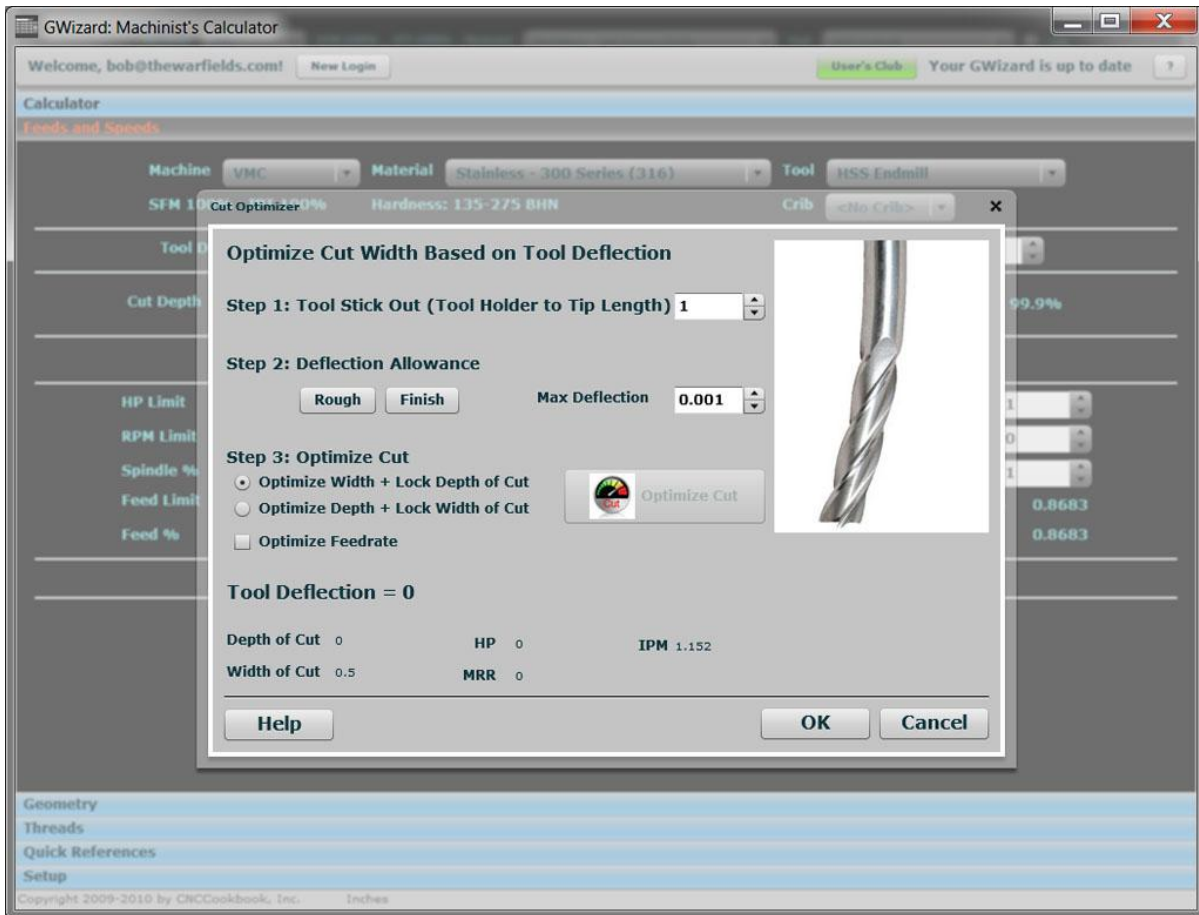 GWizard: Machinist's Calculator
Welcome, bob@thewarfields.com! New Login User's Club Your GWizard is up to date ?
Calculator
Feeds and Speeds
Machine VMC Material Stainless - 300 Series (316) Tool HSS Endmill
SFM 100% Hardness: 135-275 BHN Crib <No Crib>
Cut Optimizer
Tool D
Optimize Cut Width Based on Tool Deflection
Cut Depth 99.9%
Step 1: Tool Stick Out (Tool Holder to Tip Length) 1
Step 2: Deflection Allowance
HP Limit 1
Rough Finish Max Deflection 0.001
RPM Limit 0
Step 3: Optimize Cut
Spindle % 1
Optimize Width + Lock Depth of Cut
Cut Optimize Cut
Feed Limit 0.8683
Optimize Depth + Lock Width of Cut
Feed % 0.8683
Optimize Feedrate
Tool Deflection = 0
Depth of Cut 0 HP 0 IPM 1.152
Width of Cut 0.5 MRR 0
Help OK Cancel
Geometry
Threads
Quick References
Setup
Copyright 2009-2010 by CNCCookbook, Inc. Inches